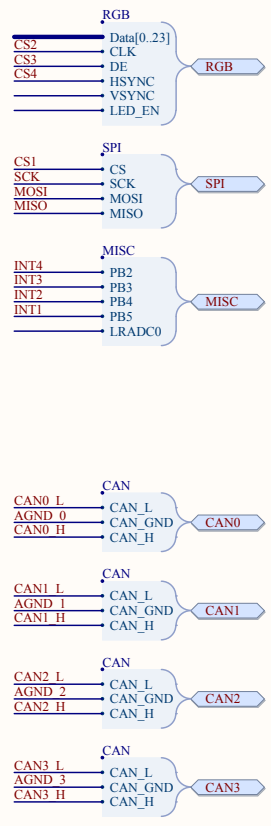 RGB
Data[0..23]
CS2 CLK
CS3 DE RGB
CS4 HSYNC
VSYNC
LED_EN
SPI
CS1 CS
SCK SCK SPI
MOSI MOSI
MISO MISO
MISC
INT4 PB2
INT3 PB3
INT2 PB4 MISC
INT1 PB5
LRADC0
CAN
CAN0_L CAN_L
AGND_0 CAN_GND CAN0
CAN0_H CAN_H
CAN
CAN1_L CAN_L
AGND_1 CAN_GND CAN1
CAN1_H CAN_H
CAN
CAN2_L CAN_L
AGND_2 CAN_GND CAN2
CAN2_H CAN_H
CAN
CAN3_L CAN_L
AGND_3 CAN_GND CAN3
CAN3_H CAN_H